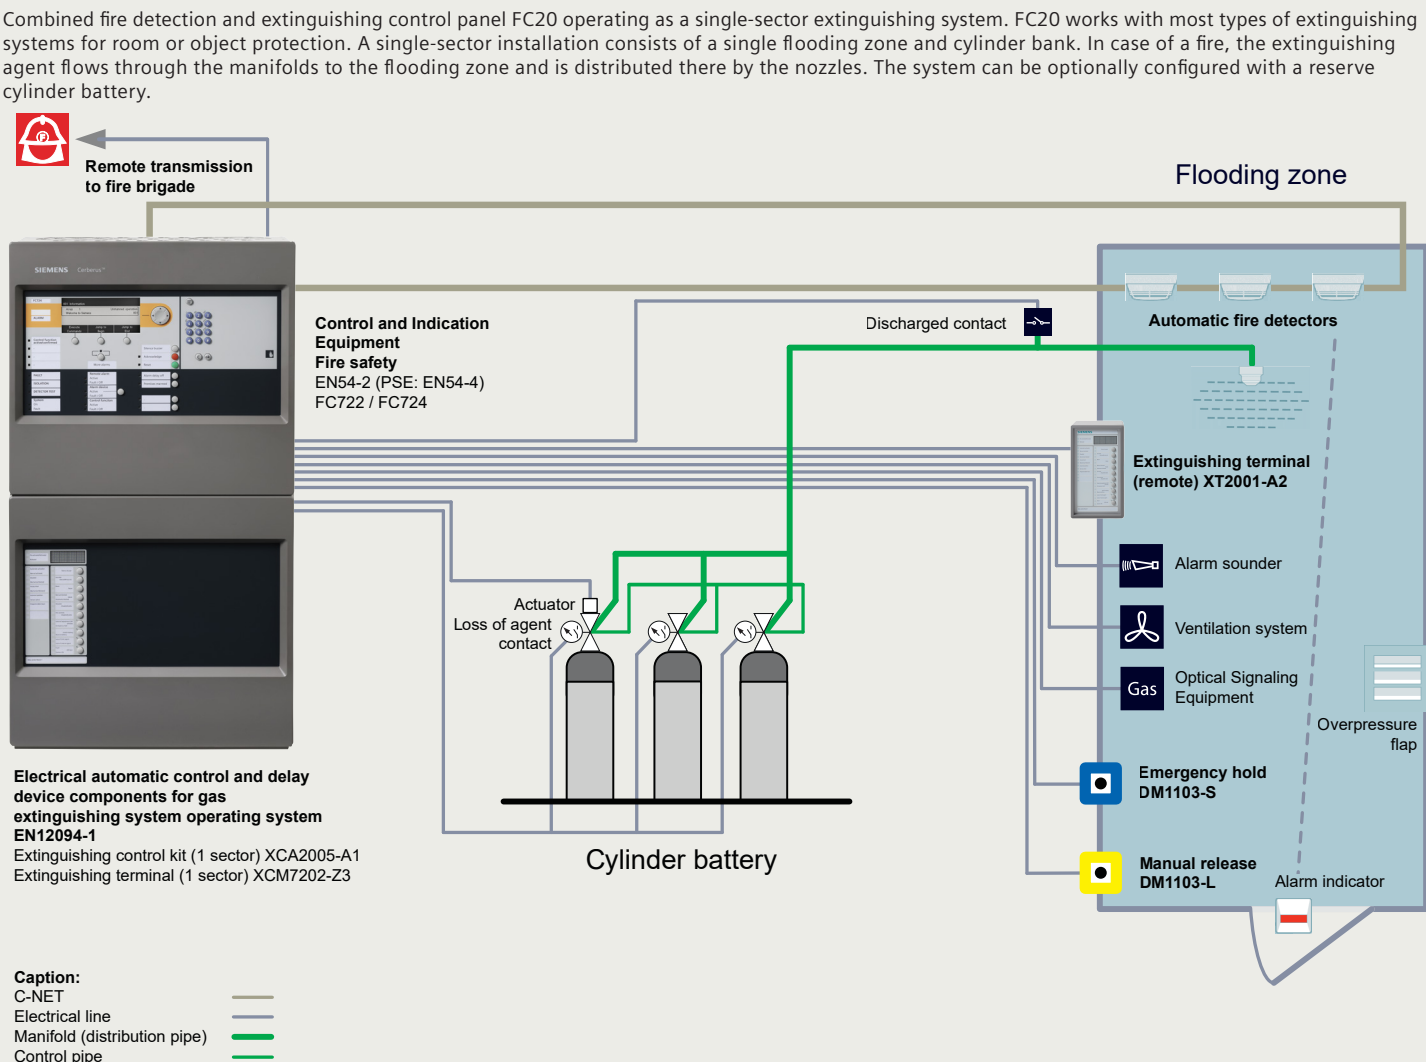 Combined fire detection and extinguishing control panel FC20 operating as a single-sector extinguishing system. FC20 works with most types of extinguishing
systems for room or object protection. A single-sector installation consists of a single flooding zone and cylinder bank. In case of a fire, the extinguishing
agent flows through the manifolds to the flooding zone and is distributed there by the nozzles. The system can be optionally configured with a reserve
cylinder battery.
F
Remote transmission
to fire brigade
Flooding zone
SIEMENS Cerberus™
Control and Indication
Equipment
Fire safety
EN54-2 (PSE: EN54-4)
FC722 / FC724
Discharged contact
Automatic fire detectors
Extinguishing terminal
(remote) XT2001-A2
Alarm sounder
Actuator
Loss of agent
contact
Ventilation system
Gas
Optical Signaling
Equipment
Overpressure
flap
Emergency hold
DM1103-S
Electrical automatic control and delay
device components for gas
extinguishing system operating system
EN12094-1
Extinguishing control kit (1 sector) XCA2005-A1
Extinguishing terminal (1 sector) XCM7202-Z3
Cylinder battery
Manual release
DM1103-L
Alarm indicator
Caption:
C-NET
Electrical line
Manifold (distribution pipe)
Control pipe